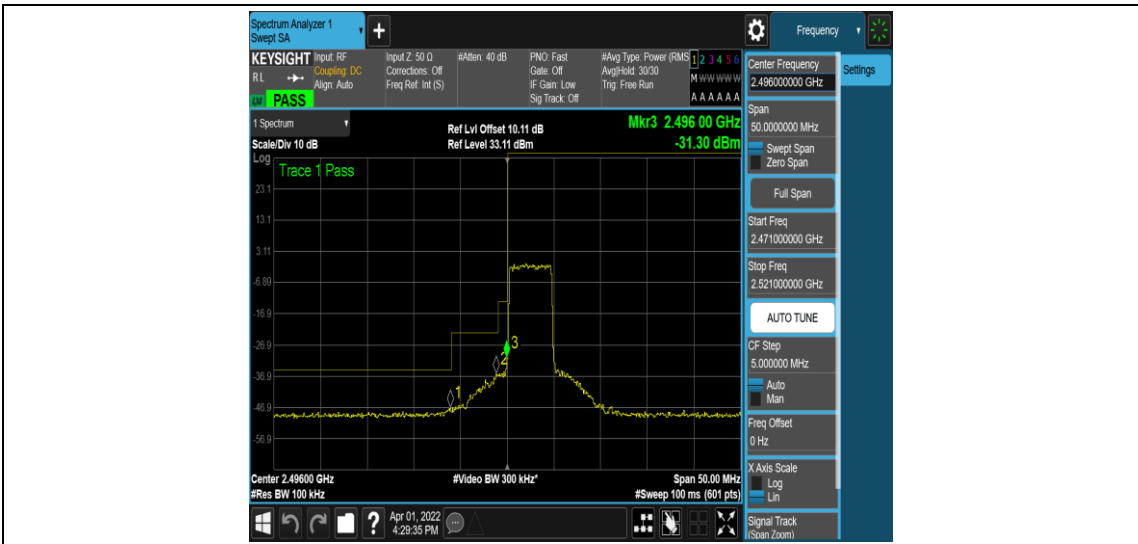 Spectrum Analyzer 1
Swept SA
+
Frequency
KEYSIGHT
RL
PASS
Input: RF
Coupling: DC
Align: Auto
Input Z: 50 Ω
Corrections: Off
Freq Ref: Int (S)
#Atten: 40 dB
PNO: Fast
Gate: Off
IF Gain: Low
Sig Track: Off
#Avg Type: Power (RMS
Avg|Hold: 30/30
Trig: Free Run
1 2 3 4 5 6
M W W W W W
A A A A A A
Center Frequency
2.496000000 GHz
Settings
Span
50.0000000 MHz
Swept Span
Zero Span
Full Span
Start Freq
2.471000000 GHz
Stop Freq
2.521000000 GHz
AUTO TUNE
CF Step
5.000000 MHz
Auto
Man
Freq Offset
0 Hz
X Axis Scale
Log
Lin
Signal Track
(Span Zoom)
1 Spectrum
Scale/Div 10 dB
Ref Lvl Offset 10.11 dB
Ref Level 33.11 dBm
Mkr3 2.496 00 GHz
-31.30 dBm
Log
Trace 1 Pass
23.1
13.1
3.11
-6.89
-16.9
-26.9
-36.9
-46.9
-56.9
1
2
3
Center 2.49600 GHz
#Res BW 100 kHz
#Video BW 300 kHz*
Span 50.00 MHz
#Sweep 100 ms (601 pts)
?
Apr 01, 2022
4:29:35 PM